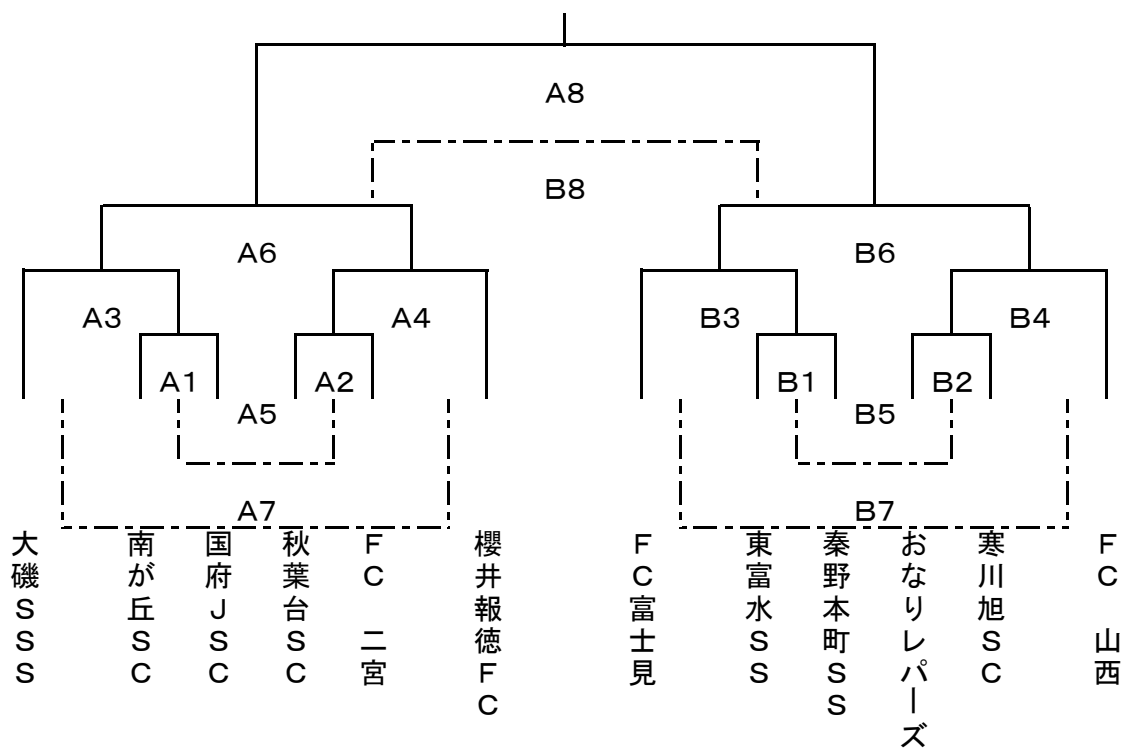 A8
B8
A6
B6
A3
A4
B3
B4
A1
A2
B1
B2
A5
B5
A7
B7
大磯SSS
南が丘SC
国府JSC
秋葉台SC
FC 二宮
櫻井報徳FC
FC富士見
東富水SS
秦野本町SS
おなりレパーズ
寒川旭SC
FC 山西